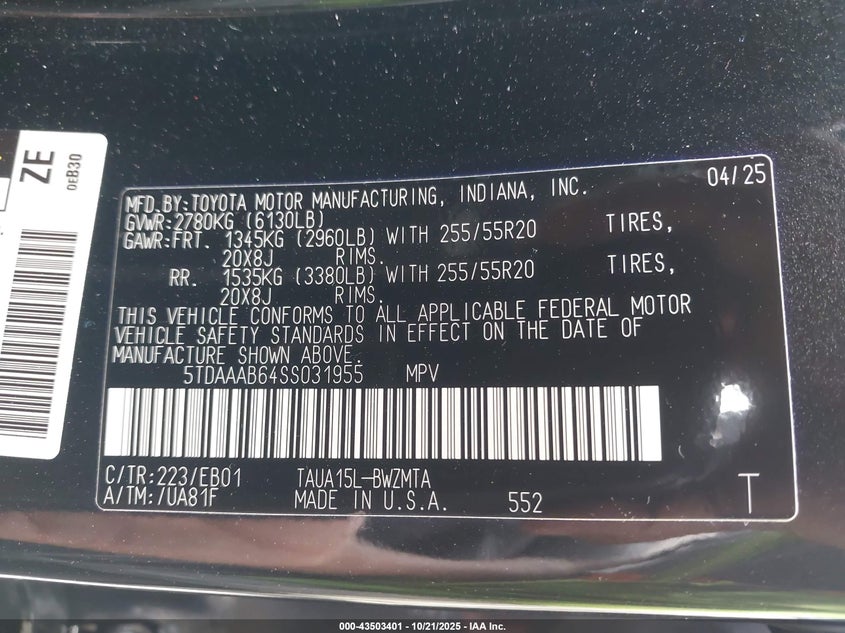 ZE
0EB30
MFD.BY:TOYOTA MOTOR MANUFACTURING, INDIANA, INC. 04/25
GVWR:2780KG (6130LB)
GAWR:FRT. 1345KG (2960LB) WITH 255/55R20 TIRES,
20X8J RIMS.
RR. 1535KG (3380LB) WITH 255/55R20 TIRES,
20X8J RIMS.
THIS VEHICLE CONFORMS TO ALL APPLICABLE FEDERAL MOTOR
VEHICLE SAFETY STANDARDS IN EFFECT ON THE DATE OF
MANUFACTURE SHOWN ABOVE.
5TDAAAB64SS031955 MPV
C/TR:223/EB01 TAUA15L-BWZMTA
A/TM:/UA81F MADE IN U.S.A. 552 T
000-43503401 - 10/21/2025 - IAA Inc.